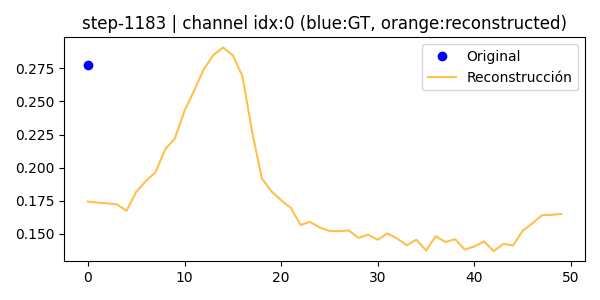 step-1183 | channel idx:0 (blue:GT, orange:reconstructed)
Original
Reconstrucción
0.275
0.250
0.225
0.200
0.175
0.150
0 10 20 30 40 50